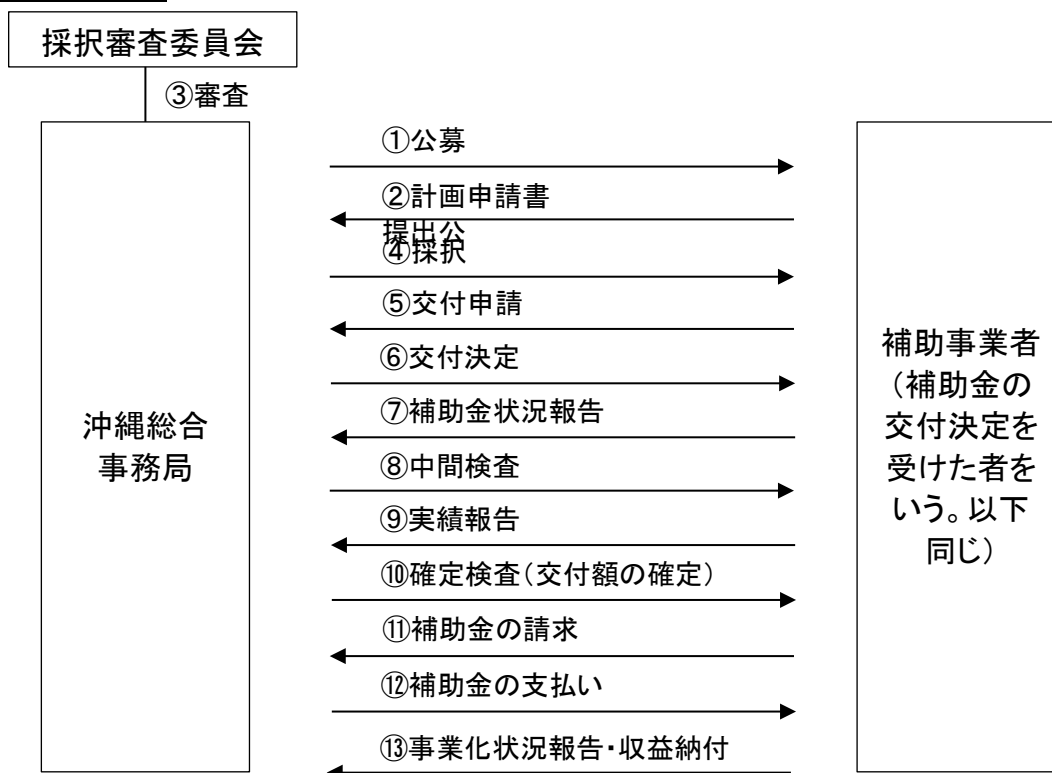 採択審査委員会
③審査
①公募
②計画申請書
提出公
④採択
⑤交付申請
⑥交付決定
⑦補助金状況報告
⑧中間検査
⑨実績報告
⑩確定検査（交付額の確定）
⑪補助金の請求
⑫補助金の支払い
⑬事業化状況報告・収益納付
沖縄総合
事務局
補助事業者
（補助金の
交付決定を
受けた者を
いう。以下
同じ）